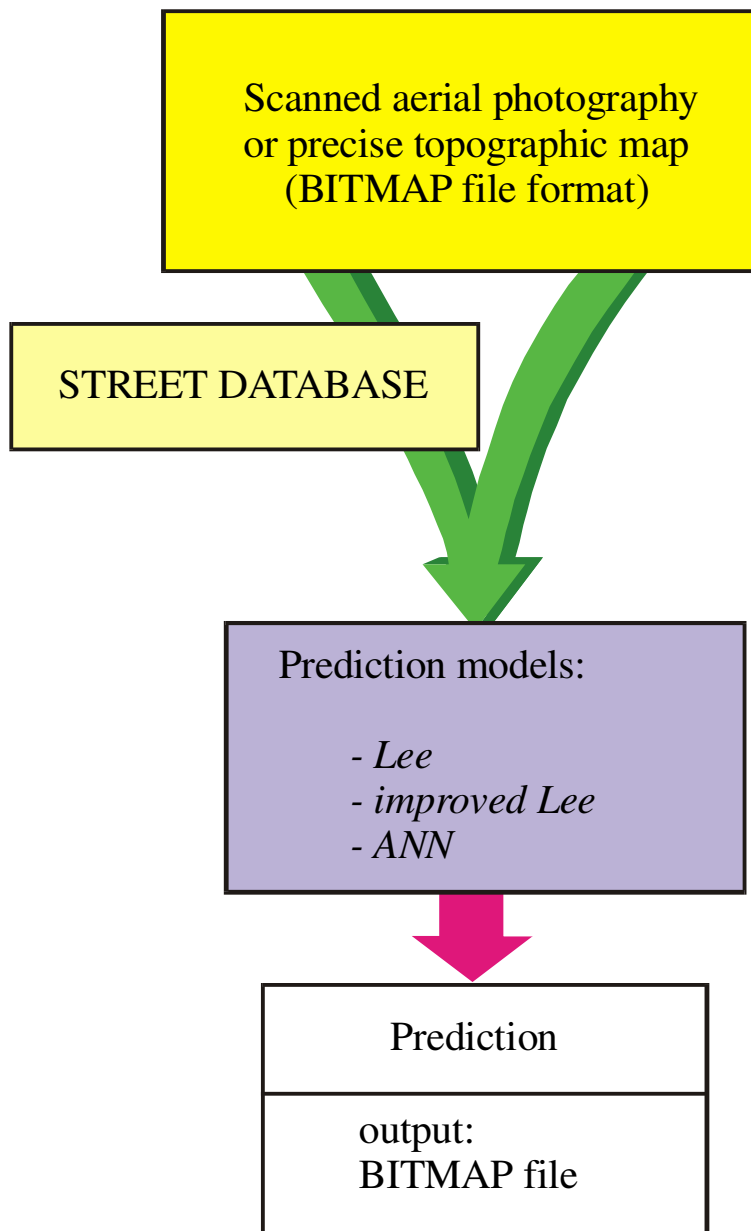 Scanned aerial photography
or precise topographic map
(BITMAP file format)
STREET DATABASE
Prediction models:
- Lee
- improved Lee
- ANN
Prediction
output:
BITMAP file